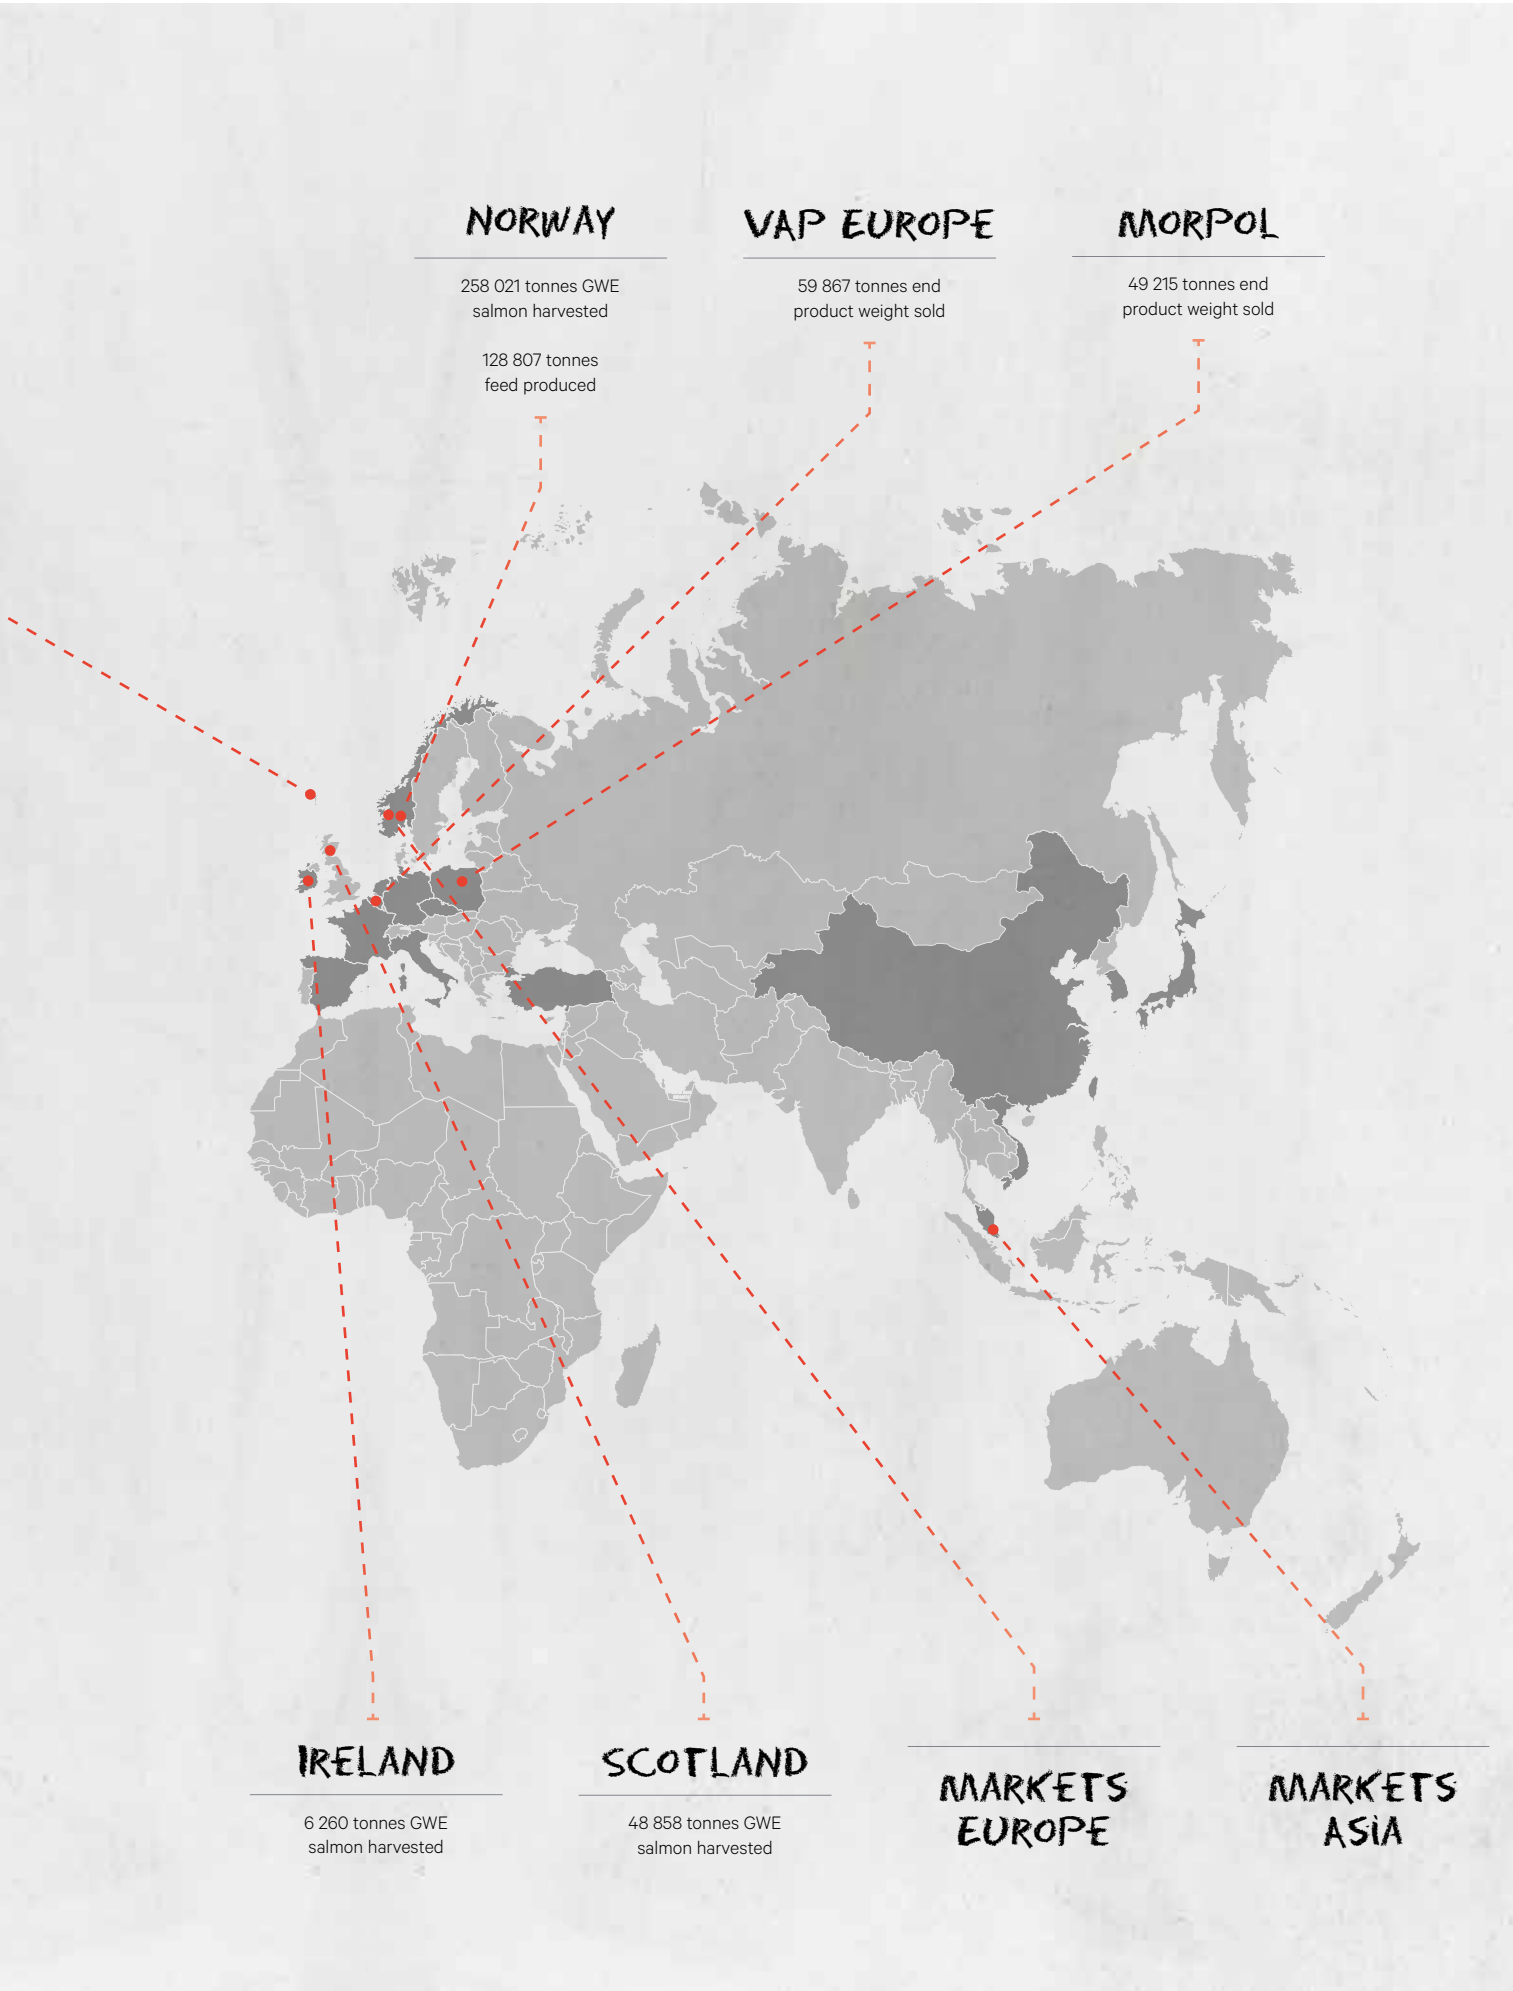 NORWAY
258 021 tonnes GWE
salmon harvested
128 807 tonnes
feed produced
VAP EUROPE
59 867 tonnes end
product weight sold
MORPOL
49 215 tonnes end
product weight sold
IRELAND
6 260 tonnes GWE
salmon harvested
SCOTLAND
48 858 tonnes GWE
salmon harvested
MARKETS
EUROPE
MARKETS
ASIA